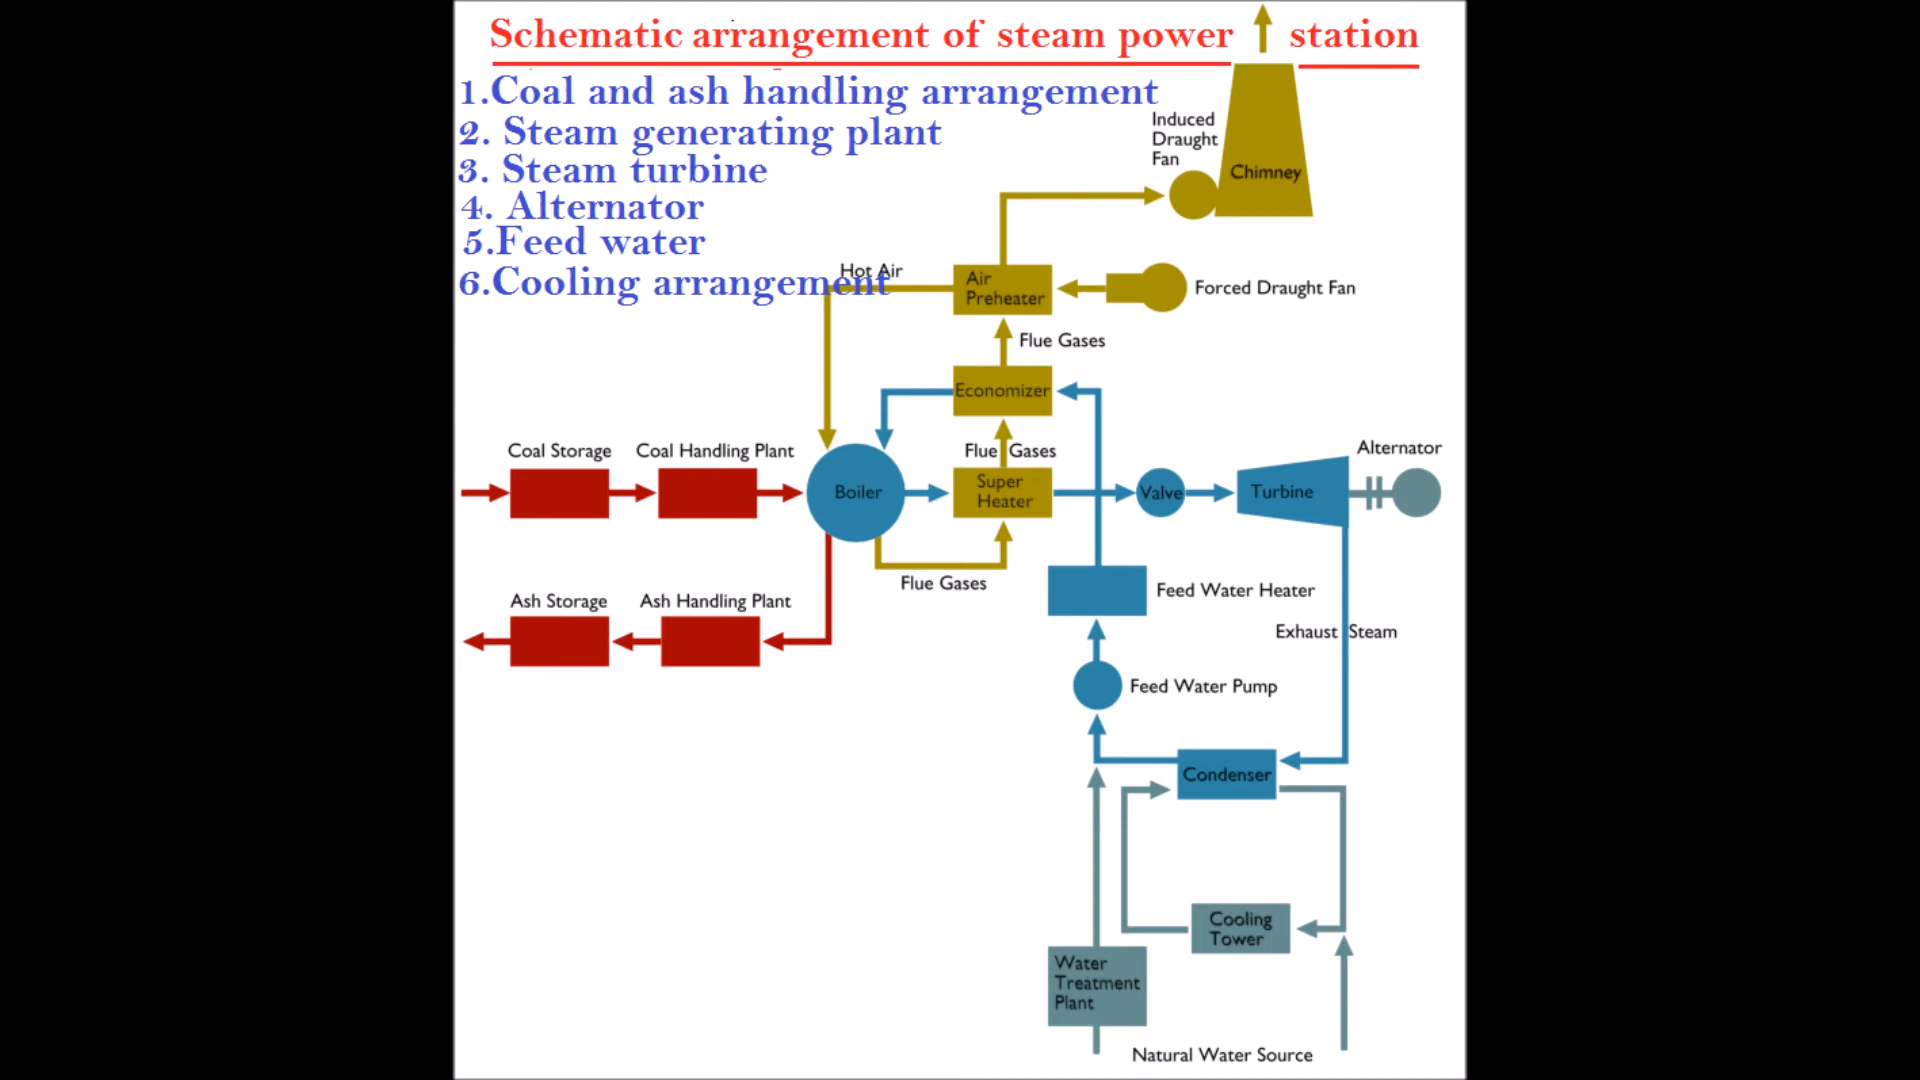 Schematic arrangement of steam power station
1.Coal and ash handling arrangement
2. Steam generating plant
3. Steam turbine
4. Alternator
5.Feed water
6.Cooling arrangement
Induced
Draught
Fan
Chimney
Hot Air
Air
Preheater
Forced Draught Fan
Flue Gases
Economizer
Coal Storage
Coal Handling Plant
Flue Gases
Alternator
Boiler
Super
Heater
Valve
Turbine
Flue Gases
Feed Water Heater
Ash Storage
Ash Handling Plant
Exhaust Steam
Feed Water Pump
Condenser
Cooling
Tower
Water
Treatment
Plant
Natural Water Source